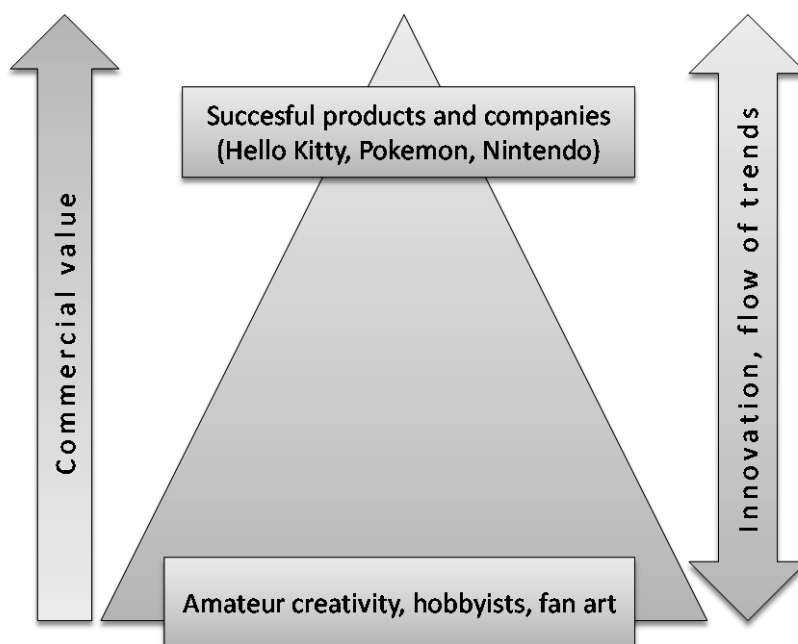 Succesful products and companies
(Hello Kitty, Pokemon, Nintendo)
Commercial value
Innovation, flow of trends
Amateur creativity, hobbyists, fan art